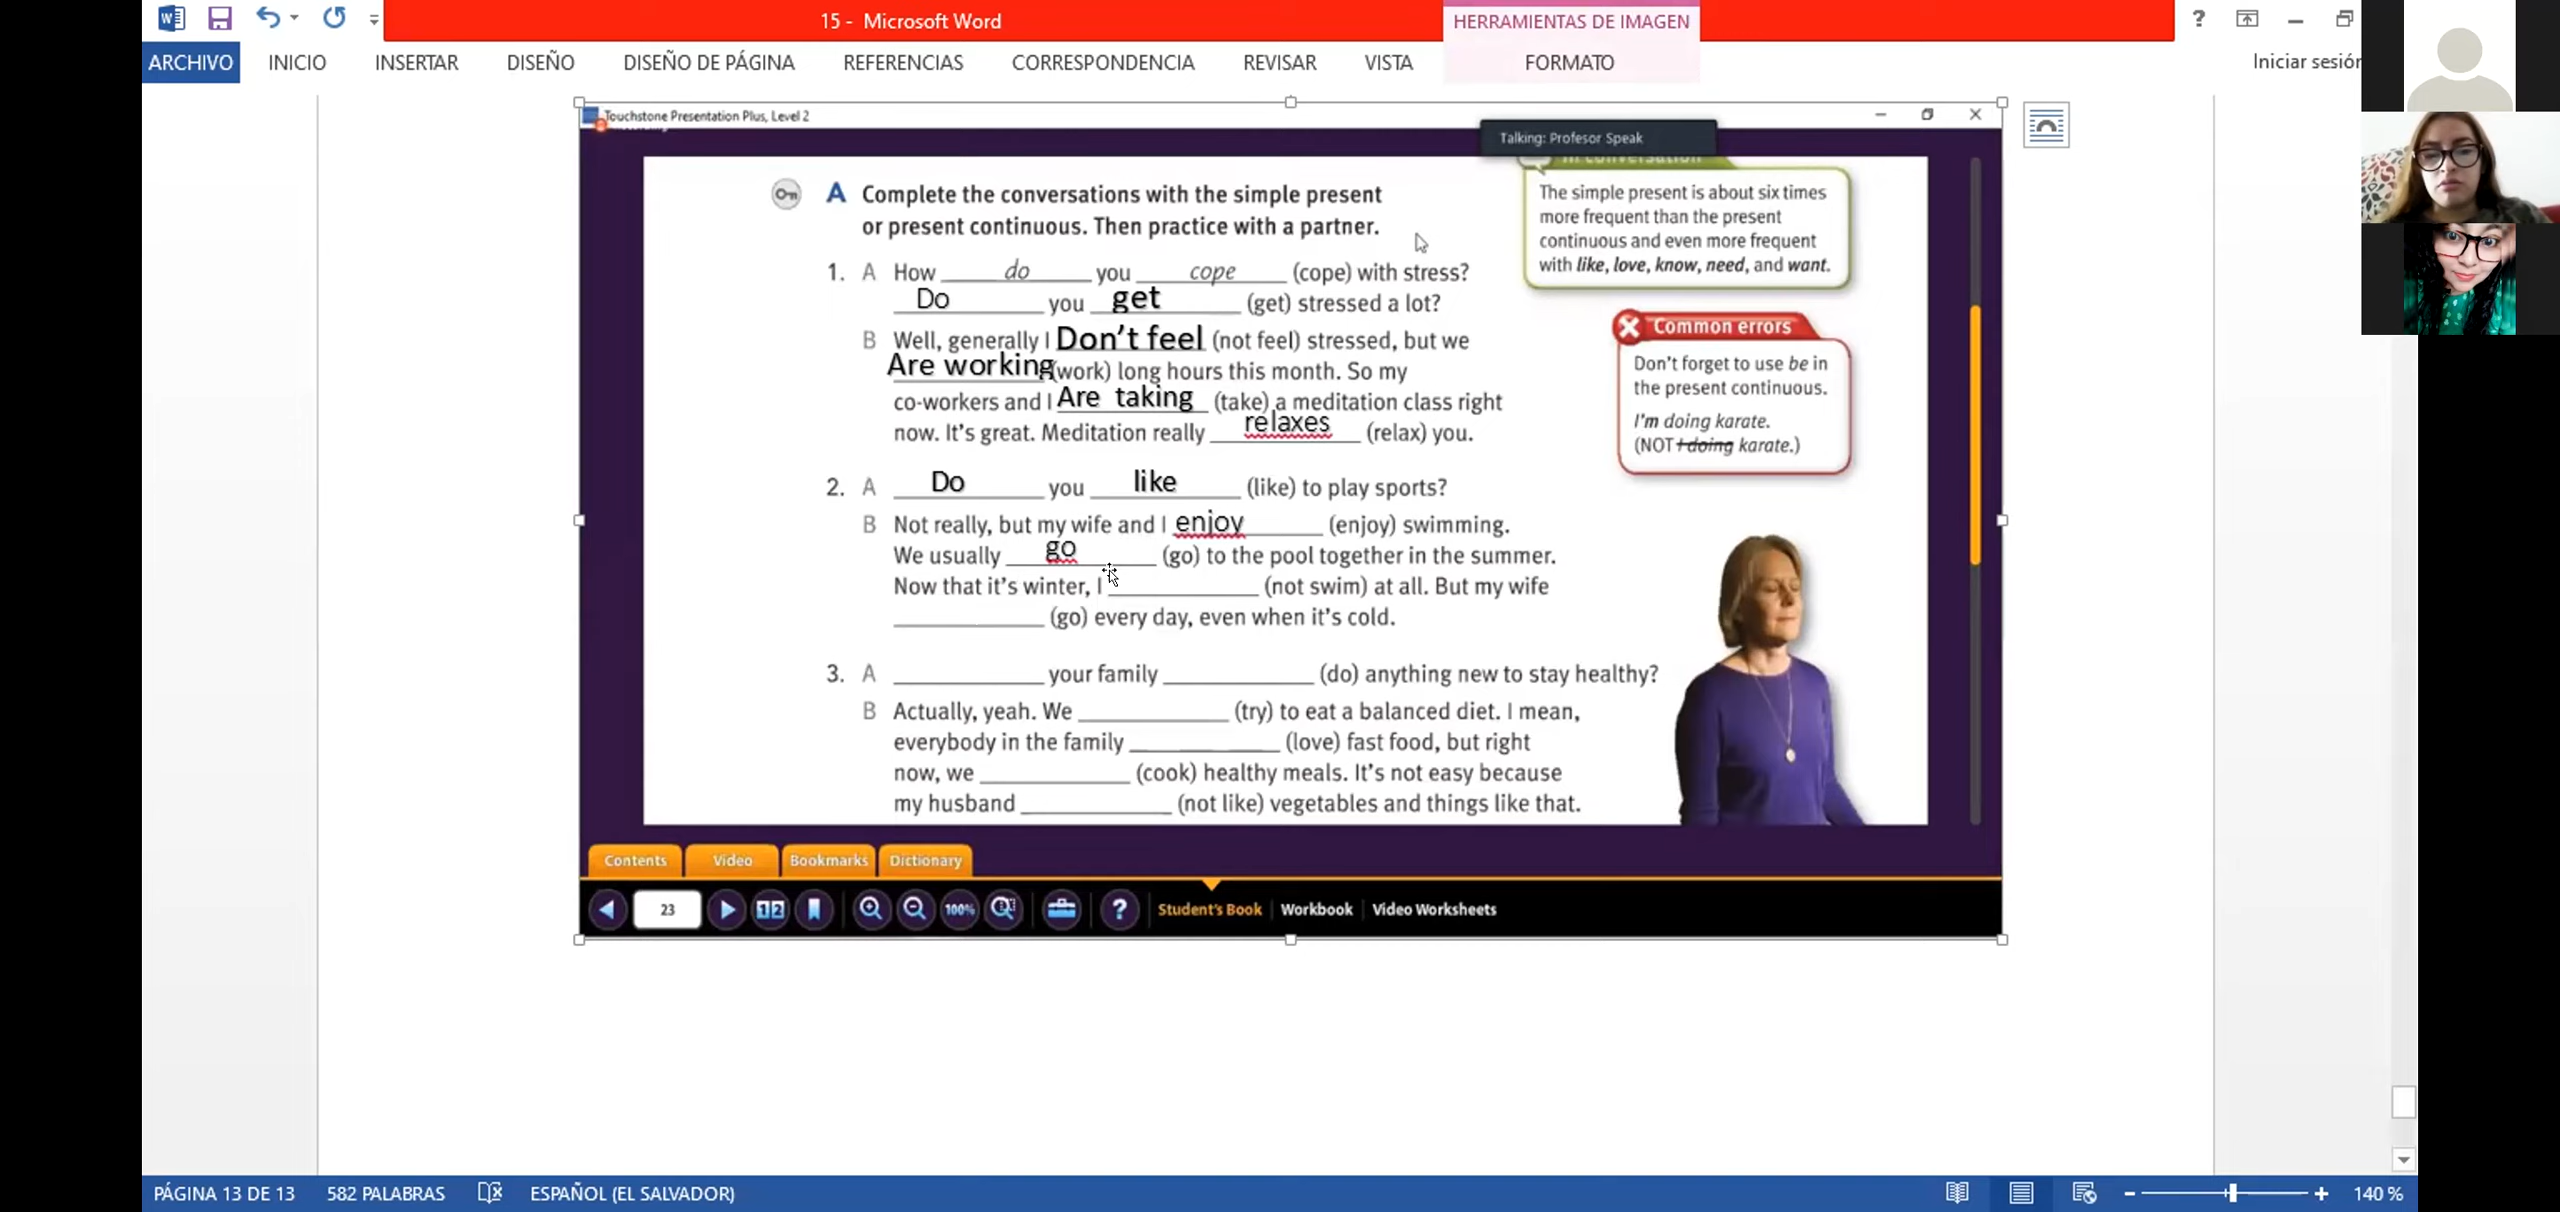 15 - Microsoft Word
HERRAMIENTAS DE IMAGEN
?
ARCHIVO INICIO INSERTAR DISEÑO DISEÑO DE PÁGINA REFERENCIAS CORRESPONDENCIA REVISAR VISTA FORMATO Iniciar sesión
Touchstone Presentation Plus, Level 2
Talking: Profesor Speak
In conversation
The simple present is about six times
more frequent than the present
continuous and even more frequent
with like, love, know, need, and want.
Common errors
Don't forget to use be in
the present continuous.
I'm doing karate.
(NOT I doing karate.)
A Complete the conversations with the simple present
or present continuous. Then practice with a partner.
1. A How do you cope (cope) with stress?
Do you get (get) stressed a lot?
B Well, generally I Don't feel (not feel) stressed, but we
Are working (work) long hours this month. So my
co-workers and I Are taking (take) a meditation class right
now. It's great. Meditation really relaxes (relax) you.
2. A Do you like (like) to play sports?
B Not really, but my wife and I enjoy (enjoy) swimming.
We usually go (go) to the pool together in the summer.
Now that it's winter, I ____ (not swim) at all. But my wife
____ (go) every day, even when it's cold.
3. A ____ your family ____ (do) anything new to stay healthy?
B Actually, yeah. We ____ (try) to eat a balanced diet. I mean,
everybody in the family ____ (love) fast food, but right
now, we ____ (cook) healthy meals. It's not easy because
my husband ____ (not like) vegetables and things like that.
Contents Video Bookmarks Dictionary
23 12 100% ? Student's Book Workbook Video Worksheets
PÁGINA 13 DE 13 582 PALABRAS ESPAÑOL (EL SALVADOR) 140 %